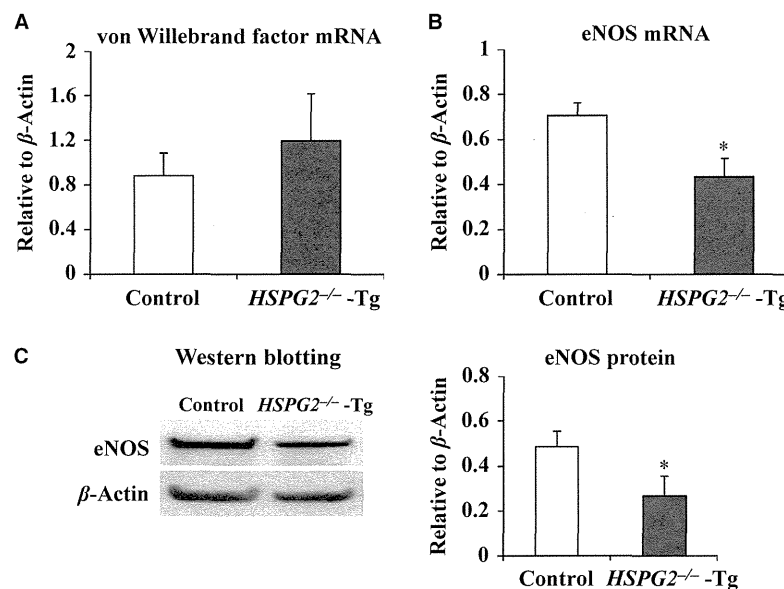 A
von Willebrand factor mRNA
Relative to β-Actin
1.6
1.2
0.8
0.4
0
Control
HSPG2−/− -Tg
B
eNOS mRNA
Relative to β-Actin
1
0.8
0.6
0.4
0.2
0
*
Control
HSPG2−/− -Tg
C
Western blotting
Control
HSPG2−/− -Tg
eNOS
β-Actin
eNOS protein
Relative to β-Actin
0.8
0.6
0.4
0.2
0
*
Control
HSPG2−/− -Tg